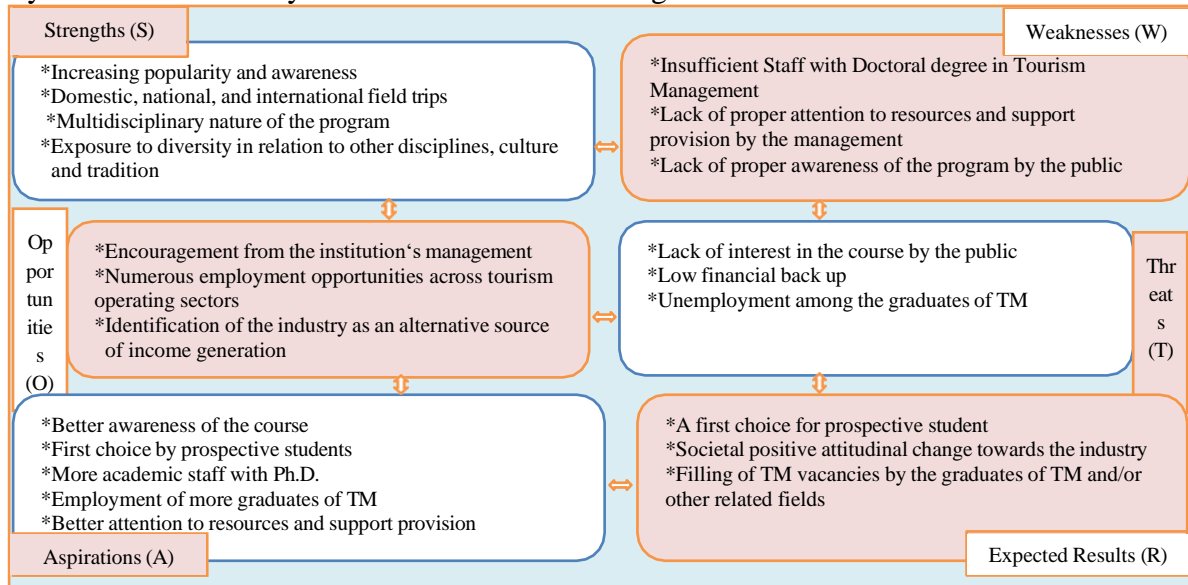 Strengths (S)
*Increasing popularity and awareness
*Domestic, national, and international field trips
*Multidisciplinary nature of the program
*Exposure to diversity in relation to other disciplines, culture
and tradition
Weaknesses (W)
*Insufficient Staff with Doctoral degree in Tourism
Management
*Lack of proper attention to resources and support
provision by the management
*Lack of proper awareness of the program by the public
Op
por
tun
itie
s
(O)
*Encouragement from the institution‘s management
*Numerous employment opportunities across tourism
operating sectors
*Identification of the industry as an alternative source
of income generation
*Lack of interest in the course by the public
*Low financial back up
*Unemployment among the graduates of TM
Thr
eat
s
(T)
*Better awareness of the course
*First choice by prospective students
*More academic staff with Ph.D.
*Employment of more graduates of TM
*Better attention to resources and support provision
Aspirations (A)
*A first choice for prospective student
*Societal positive attitudinal change towards the industry
*Filling of TM vacancies by the graduates of TM and/or
other related fields
Expected Results (R)